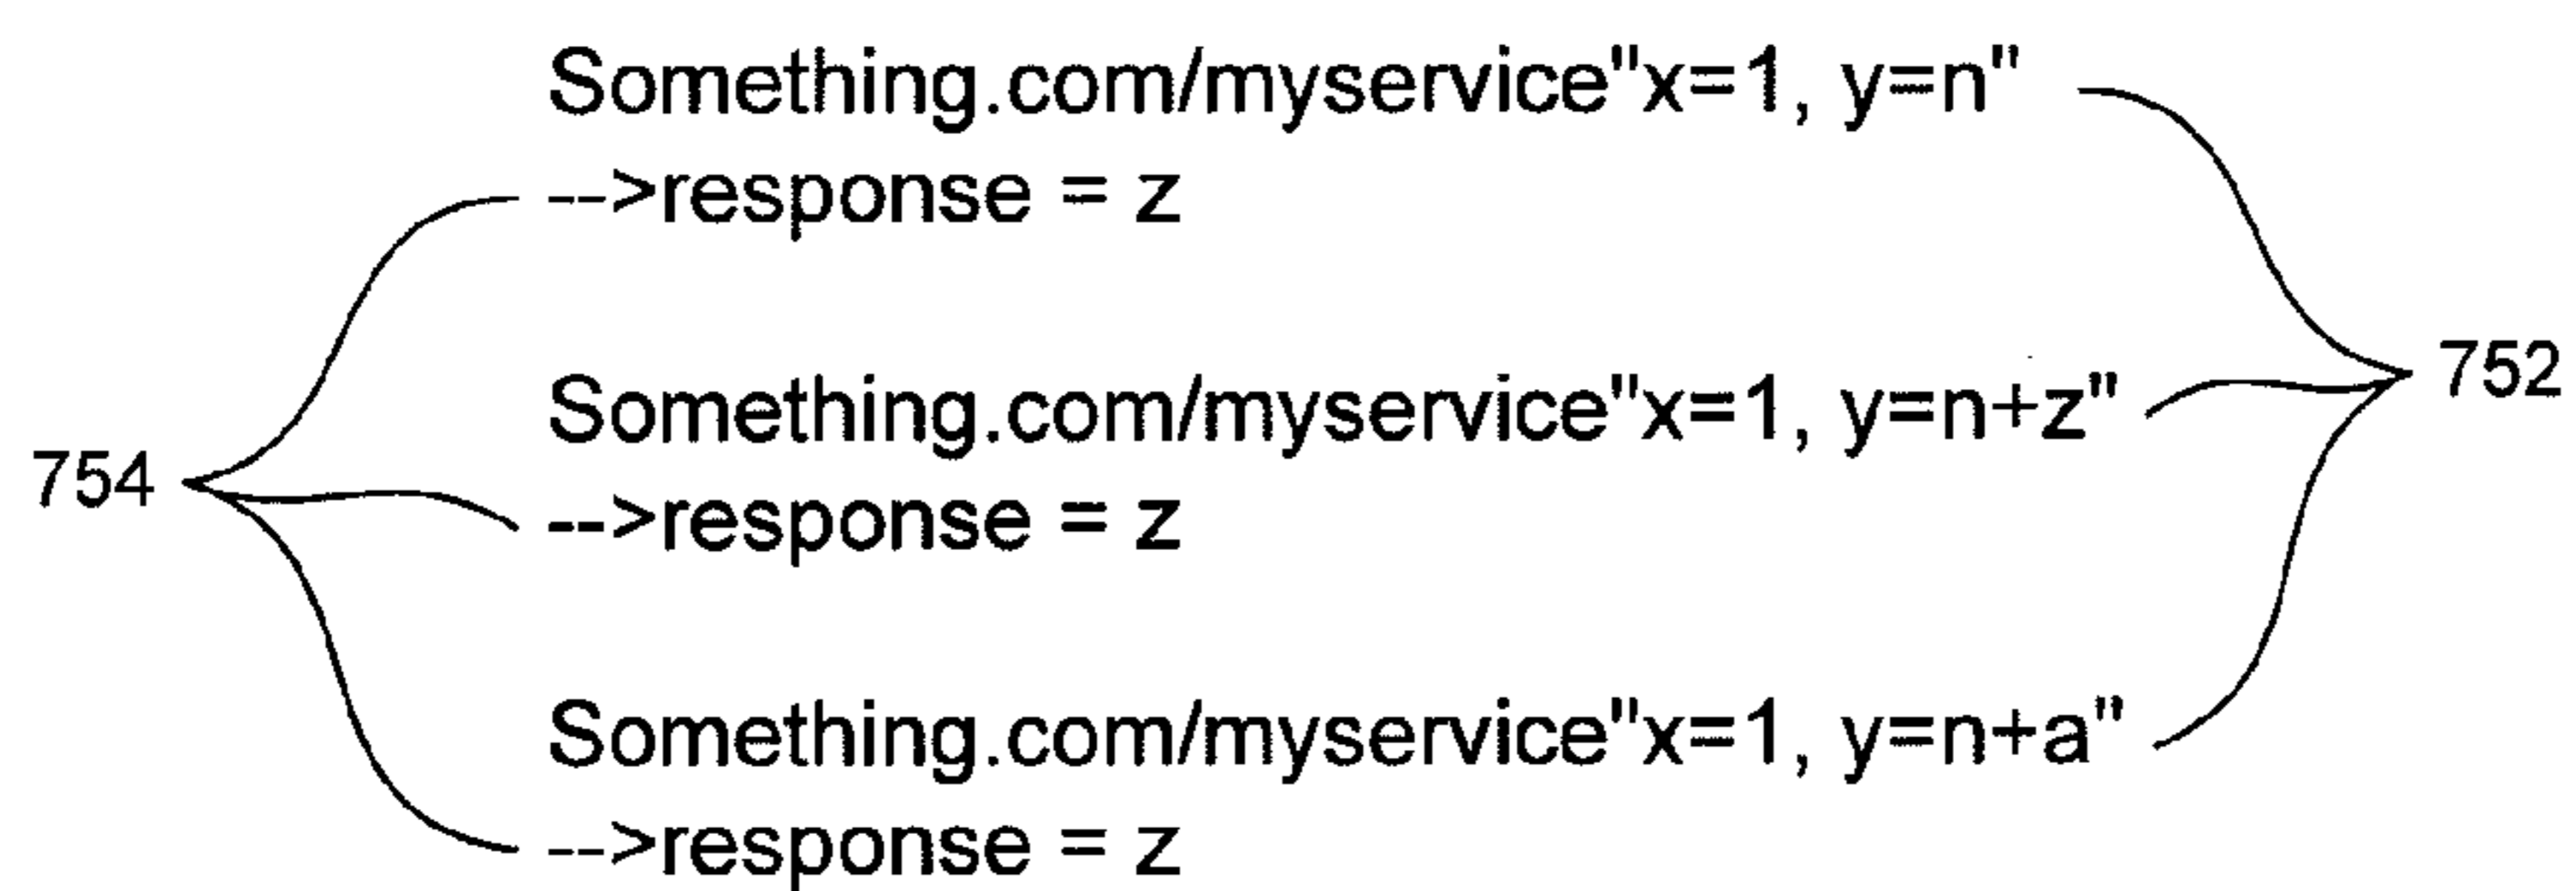 Something.com/myservice"x=1, y=n"
-->response = z
752
Something.com/myservice"x=1, y=n+z"
754
-->response = z
Something.com/myservice"x=1, y=n+a"
-->response = z